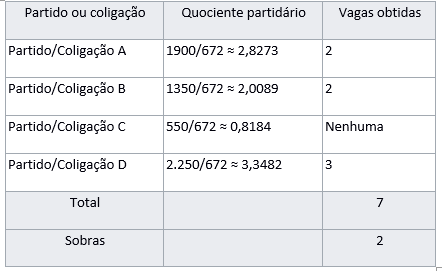 Partido ou coligação Quociente partidário Vagas obtidas
Partido/Coligação A 1900/672 ≈ 2,8273 2
Partido/Coligação B 1350/672 ≈ 2,0089 2
Partido/Coligação C 550/672 ≈ 0,8184 Nenhuma
Partido/Coligação D 2.250/672 ≈ 3,3482 3
Total 7
Sobras 2